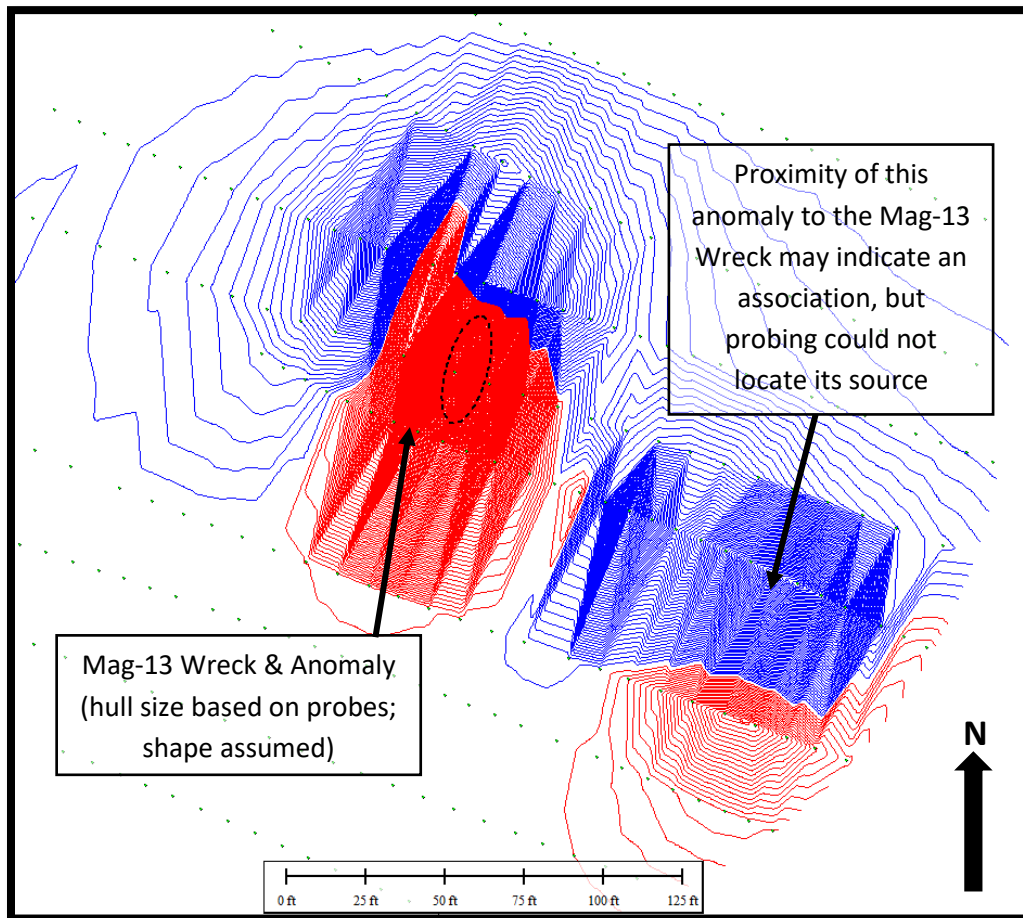 Proximity of this
anomaly to the Mag-13
Wreck may indicate an
association, but
probing could not
locate its source
Mag-13 Wreck & Anomaly
(hull size based on probes;
shape assumed)
N
0 ft 25 ft 50 ft 75 ft 100 ft 125 ft